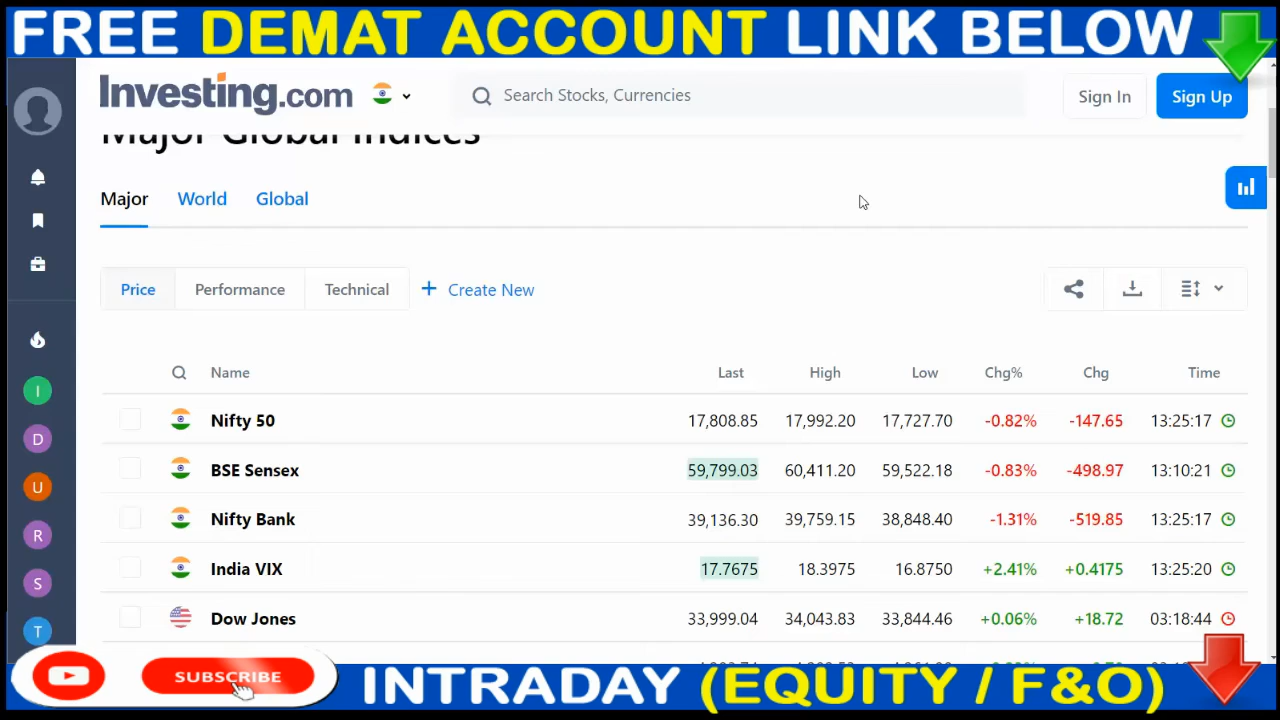 FREE DEMAT ACCOUNT LINK BELOW
Investing.com
Search Stocks, Currencies
Sign In
Sign Up
Major Global Indices
Major World Global
Price Performance Technical + Create New
Name Last High Low Chg% Chg Time
Nifty 50 17,808.85 17,992.20 17,727.70 -0.82% -147.65 13:25:17
BSE Sensex 59,799.03 60,411.20 59,522.18 -0.83% -498.97 13:10:21
Nifty Bank 39,136.30 39,759.15 38,848.40 -1.31% -519.85 13:25:17
India VIX 17.7675 18.3975 16.8750 +2.41% +0.4175 13:25:20
Dow Jones 33,999.04 34,043.83 33,844.46 +0.06% +18.72 03:18:44
I
D
U
R
S
T
SUBSCRIBE
INTRADAY (EQUITY / F&O)